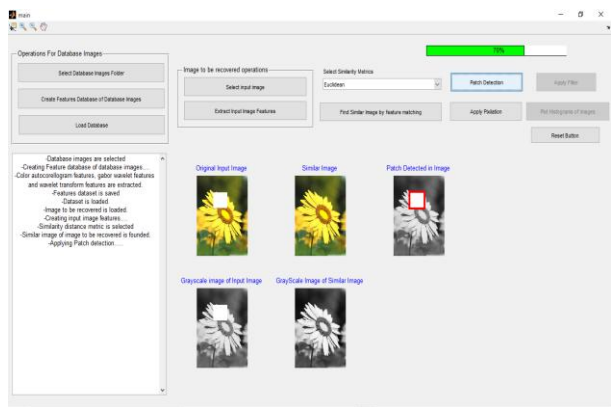 main
Operations For Database Images
Select Database Images Folder
Create Features Database of Database Images
Load Database
Image to be recovered operations
Select input Image
Extract Input Image Features
Select Similarity Metrics
Euclidean
Find Similar Image by feature matching
70%
Patch Detection
Apply Filter
Apply Pixilation
Plot Histograms of Images
Reset Button
-Database images are selected
-Creating Feature database of database images....
-Color autocorellogram features, gabor wavelet features
and wavelet transform features are extracted.
-Features dataset is saved
-Dataset is loaded.
-Image to be recovered is loaded.
-Creating input image features....
-Similarity distance metric is selected
-Similar image of image to be recovered is founded.
-Applying Patch detection....
Original Input Image
Similar Image
Patch Detected in Image
Grayscale image of Input Image
GrayScale Image of Similar Image